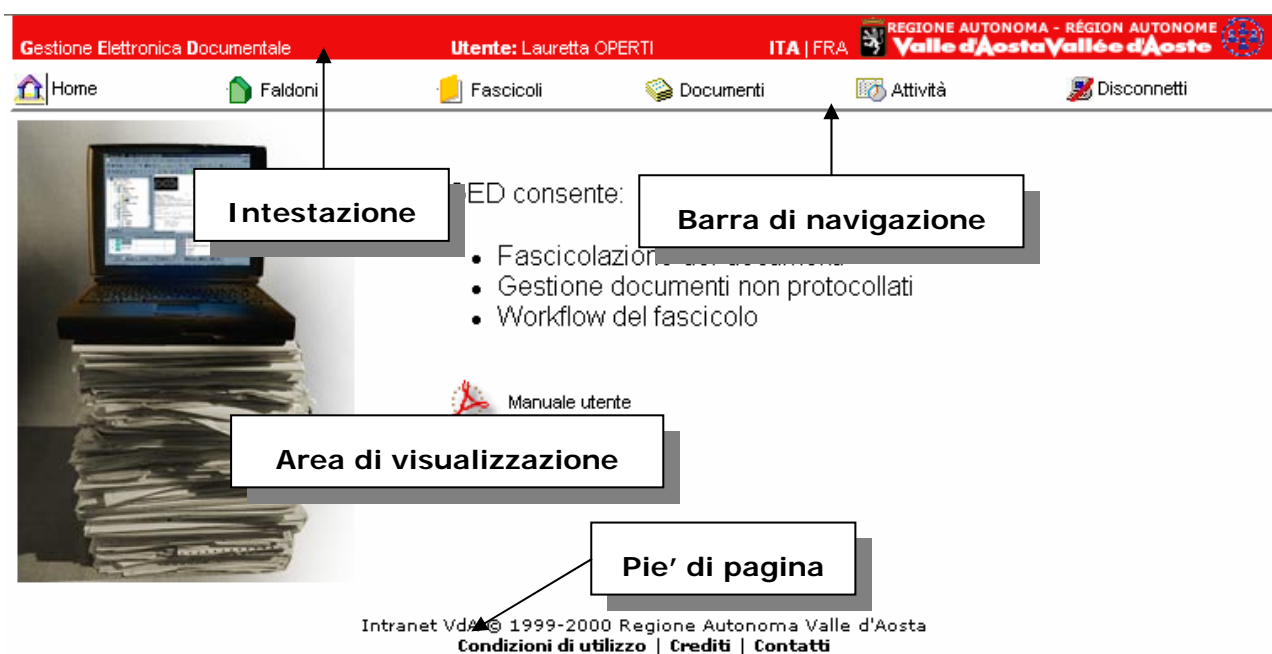 Gestione Elettronica Documentale Utente: Lauretta OPERTI ITA | FRA REGIONE AUTONOMA - RÉGION AUTONOME
Valle d'Aosta Vallée d'Aoste
Home Faldoni Fascicoli Documenti Attività Disconnetti
Intestazione
consente:
Barra di navigazione
• Fascicolazione
• Gestione documenti non protocollati
• Workflow del fascicolo
Manuale utente
Area di visualizzazione
Pie' di pagina
Intranet VdA © 1999-2000 Regione Autonoma Valle d'Aosta
Condizioni di utilizzo | Crediti | Contatti